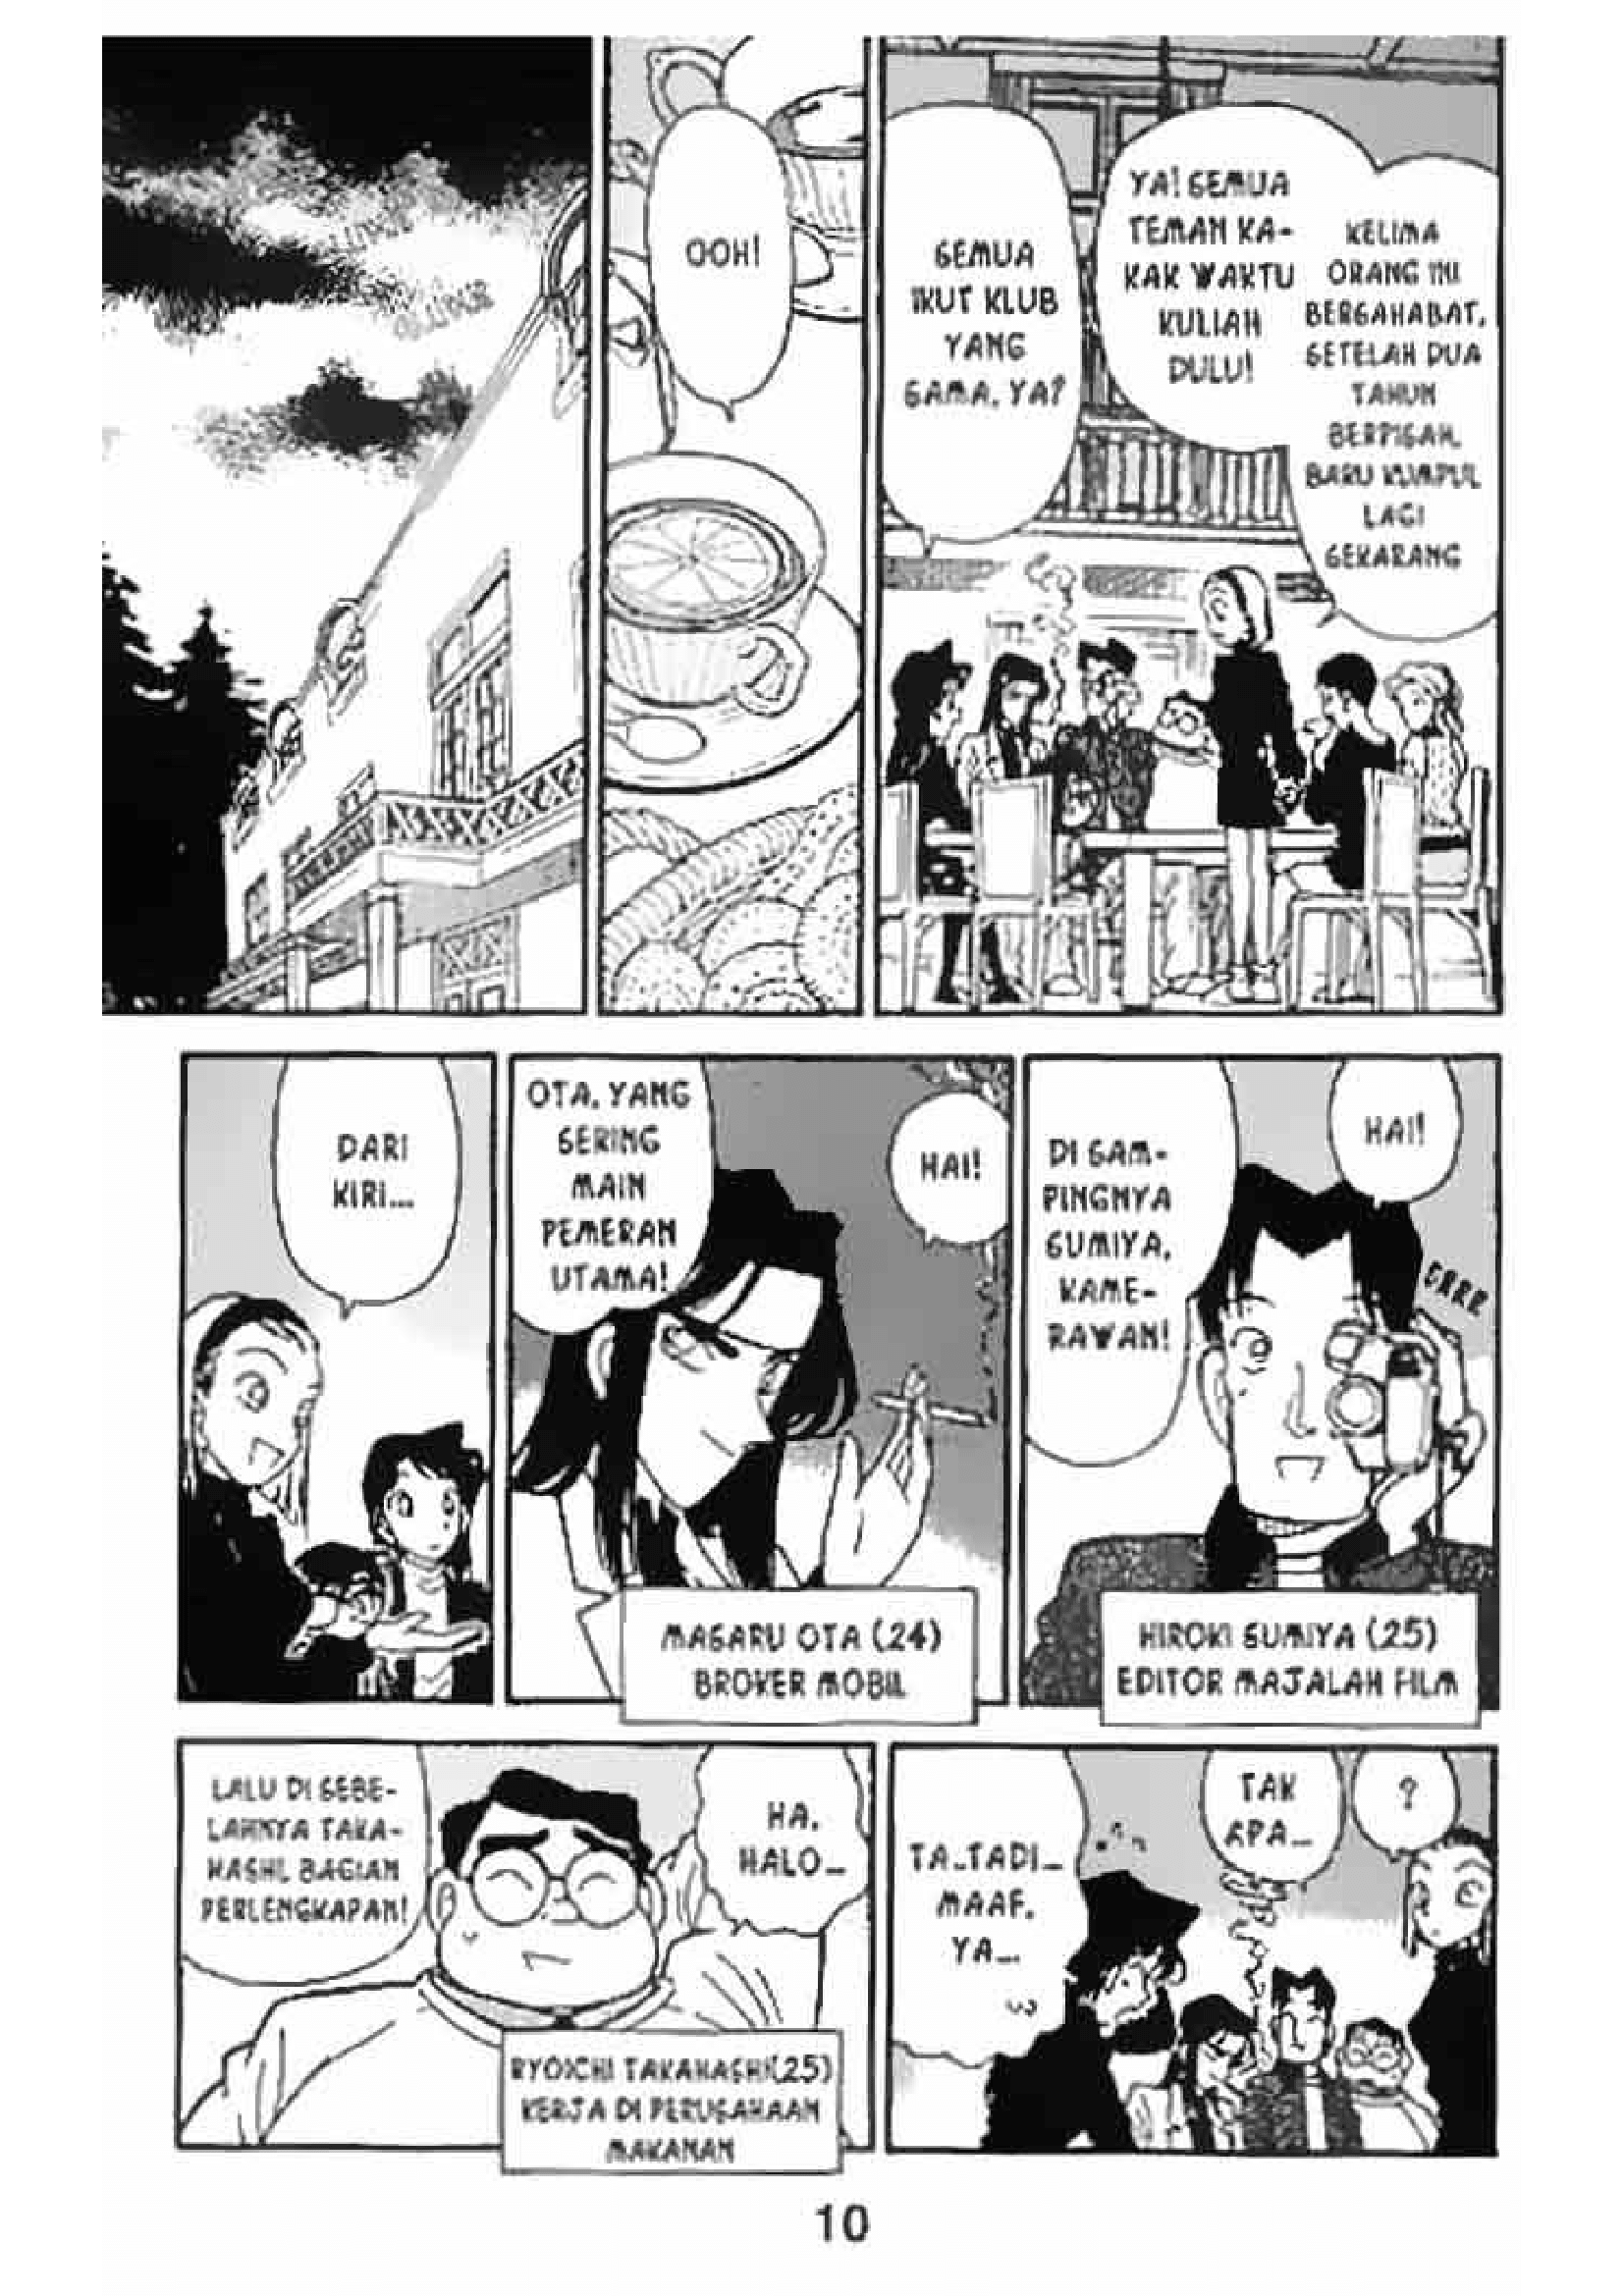 OOH!
SEMUA
IKUT KLUB
YANG
SAMA, YA?
YA! SEMUA
TEMAN KA-
KAK WAKTU
KULIAH
DULU!
KELIMA
ORANG INI
BERSAHABAT,
SETELAH DUA
TAHUN
BERPISAH,
BARU KUMPUL
LAGI
SEKARANG
DARI
KIRI...
OTA, YANG
SERING
MAIN
PEMERAN
UTAMA!
HAI!
MASARU OTA (24)
BROKER MOBIL
DI SAM-
PINGNYA
SUMIYA,
KAME-
RAWAN!
HAI!
HIROKI SUMIYA (25)
EDITOR MAJALAH FILM
LALU DI SEBE-
LAHNYA TAKA-
HASHI, BAGIAN
PERLENGKAPAN!
HA,
HALO...
RYOICHI TAKAHASHI (25)
KERJA DI PERUSAHAAN
MAKANAN
TA..TADI...
MAAF,
YA...
TAK
APA...
?
10